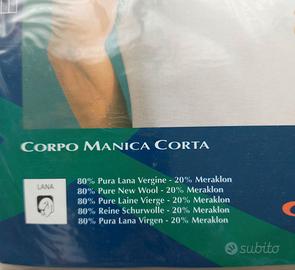 CORPO MANICA CORTA
LANA
80% Pura Lana Vergine - 20% Meraklon
80% Pure New Wool - 20% Meraklon
80% Pure Laine Vierge - 20% Meraklon
80% Reine Schurwolle - 20% Meraklon
80% Pura Lana Virgen - 20% Meraklon
subito